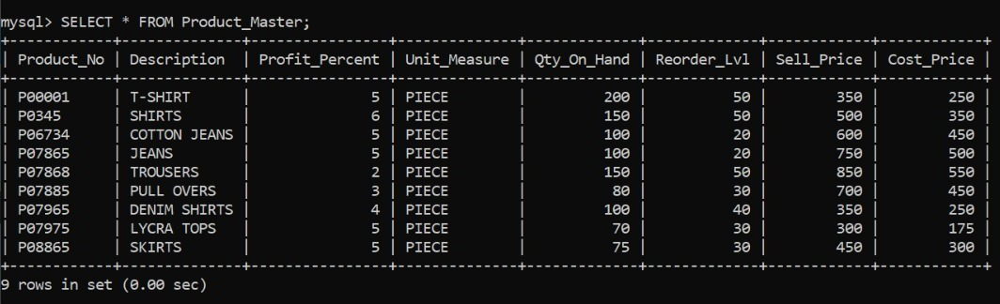 mysql> SELECT * FROM Product_Master;
+------------+--------------+----------------+--------------+-------------+-------------+------------+------------+
| Product_No | Description  | Profit_Percent | Unit_Measure | Qty_On_Hand | Reorder_Lvl | Sell_Price | Cost_Price |
+------------+--------------+----------------+--------------+-------------+-------------+------------+------------+
| P00001     | T-SHIRT      |              5 | PIECE        |         200 |          50 |        350 |        250 |
| P0345      | SHIRTS       |              6 | PIECE        |         150 |          50 |        500 |        350 |
| P06734     | COTTON JEANS |              5 | PIECE        |         100 |          20 |        600 |        450 |
| P07865     | JEANS        |              5 | PIECE        |         100 |          20 |        750 |        500 |
| P07868     | TROUSERS     |              2 | PIECE        |         150 |          50 |        850 |        550 |
| P07885     | PULL OVERS   |              3 | PIECE        |          80 |          30 |        700 |        450 |
| P07965     | DENIM SHIRTS |              4 | PIECE        |         100 |          40 |        350 |        250 |
| P07975     | LYCRA TOPS   |              5 | PIECE        |          70 |          30 |        300 |        175 |
| P08865     | SKIRTS       |              5 | PIECE        |          75 |          30 |        450 |        300 |
+------------+--------------+----------------+--------------+-------------+-------------+------------+------------+
9 rows in set (0.00 sec)